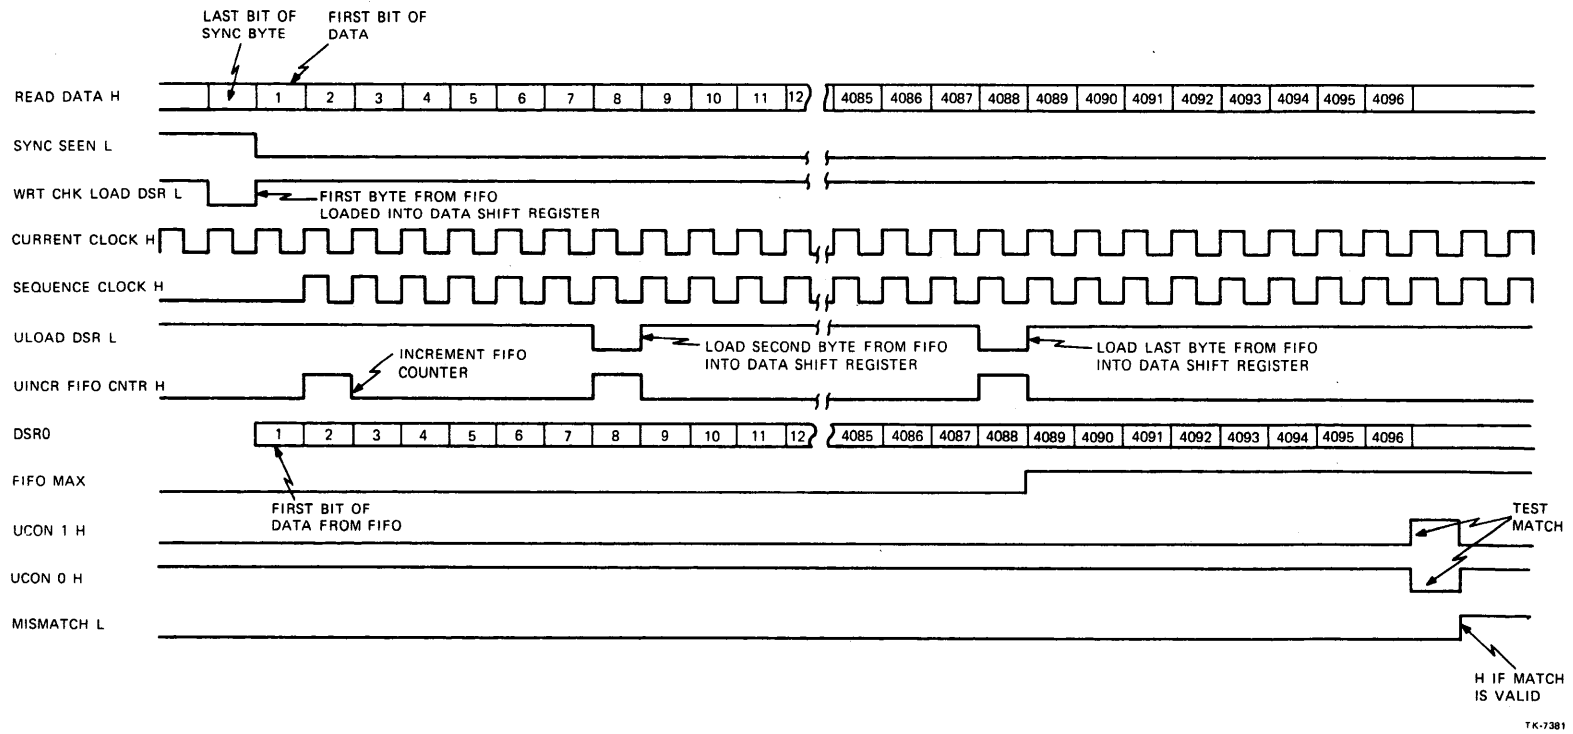 LAST BIT OF
SYNC BYTE
FIRST BIT OF
DATA
READ DATA H
1 2 3 4 5 6 7 8 9 10 11 12 4085 4086 4087 4088 4089 4090 4091 4092 4093 4094 4095 4096
SYNC SEEN L
WRT CHK LOAD DSR L
FIRST BYTE FROM FIFO
LOADED INTO DATA SHIFT REGISTER
CURRENT CLOCK H
SEQUENCE CLOCK H
ULOAD DSR L
LOAD SECOND BYTE FROM FIFO
INTO DATA SHIFT REGISTER
LOAD LAST BYTE FROM FIFO
INTO DATA SHIFT REGISTER
INCREMENT FIFO
COUNTER
UINCR FIFO CNTR H
DSR0
1 2 3 4 5 6 7 8 9 10 11 12 4085 4086 4087 4088 4089 4090 4091 4092 4093 4094 4095 4096
FIFO MAX
FIRST BIT OF
DATA FROM FIFO
UCON 1 H
TEST
MATCH
UCON 0 H
MISMATCH L
H IF MATCH
IS VALID
TK-7381